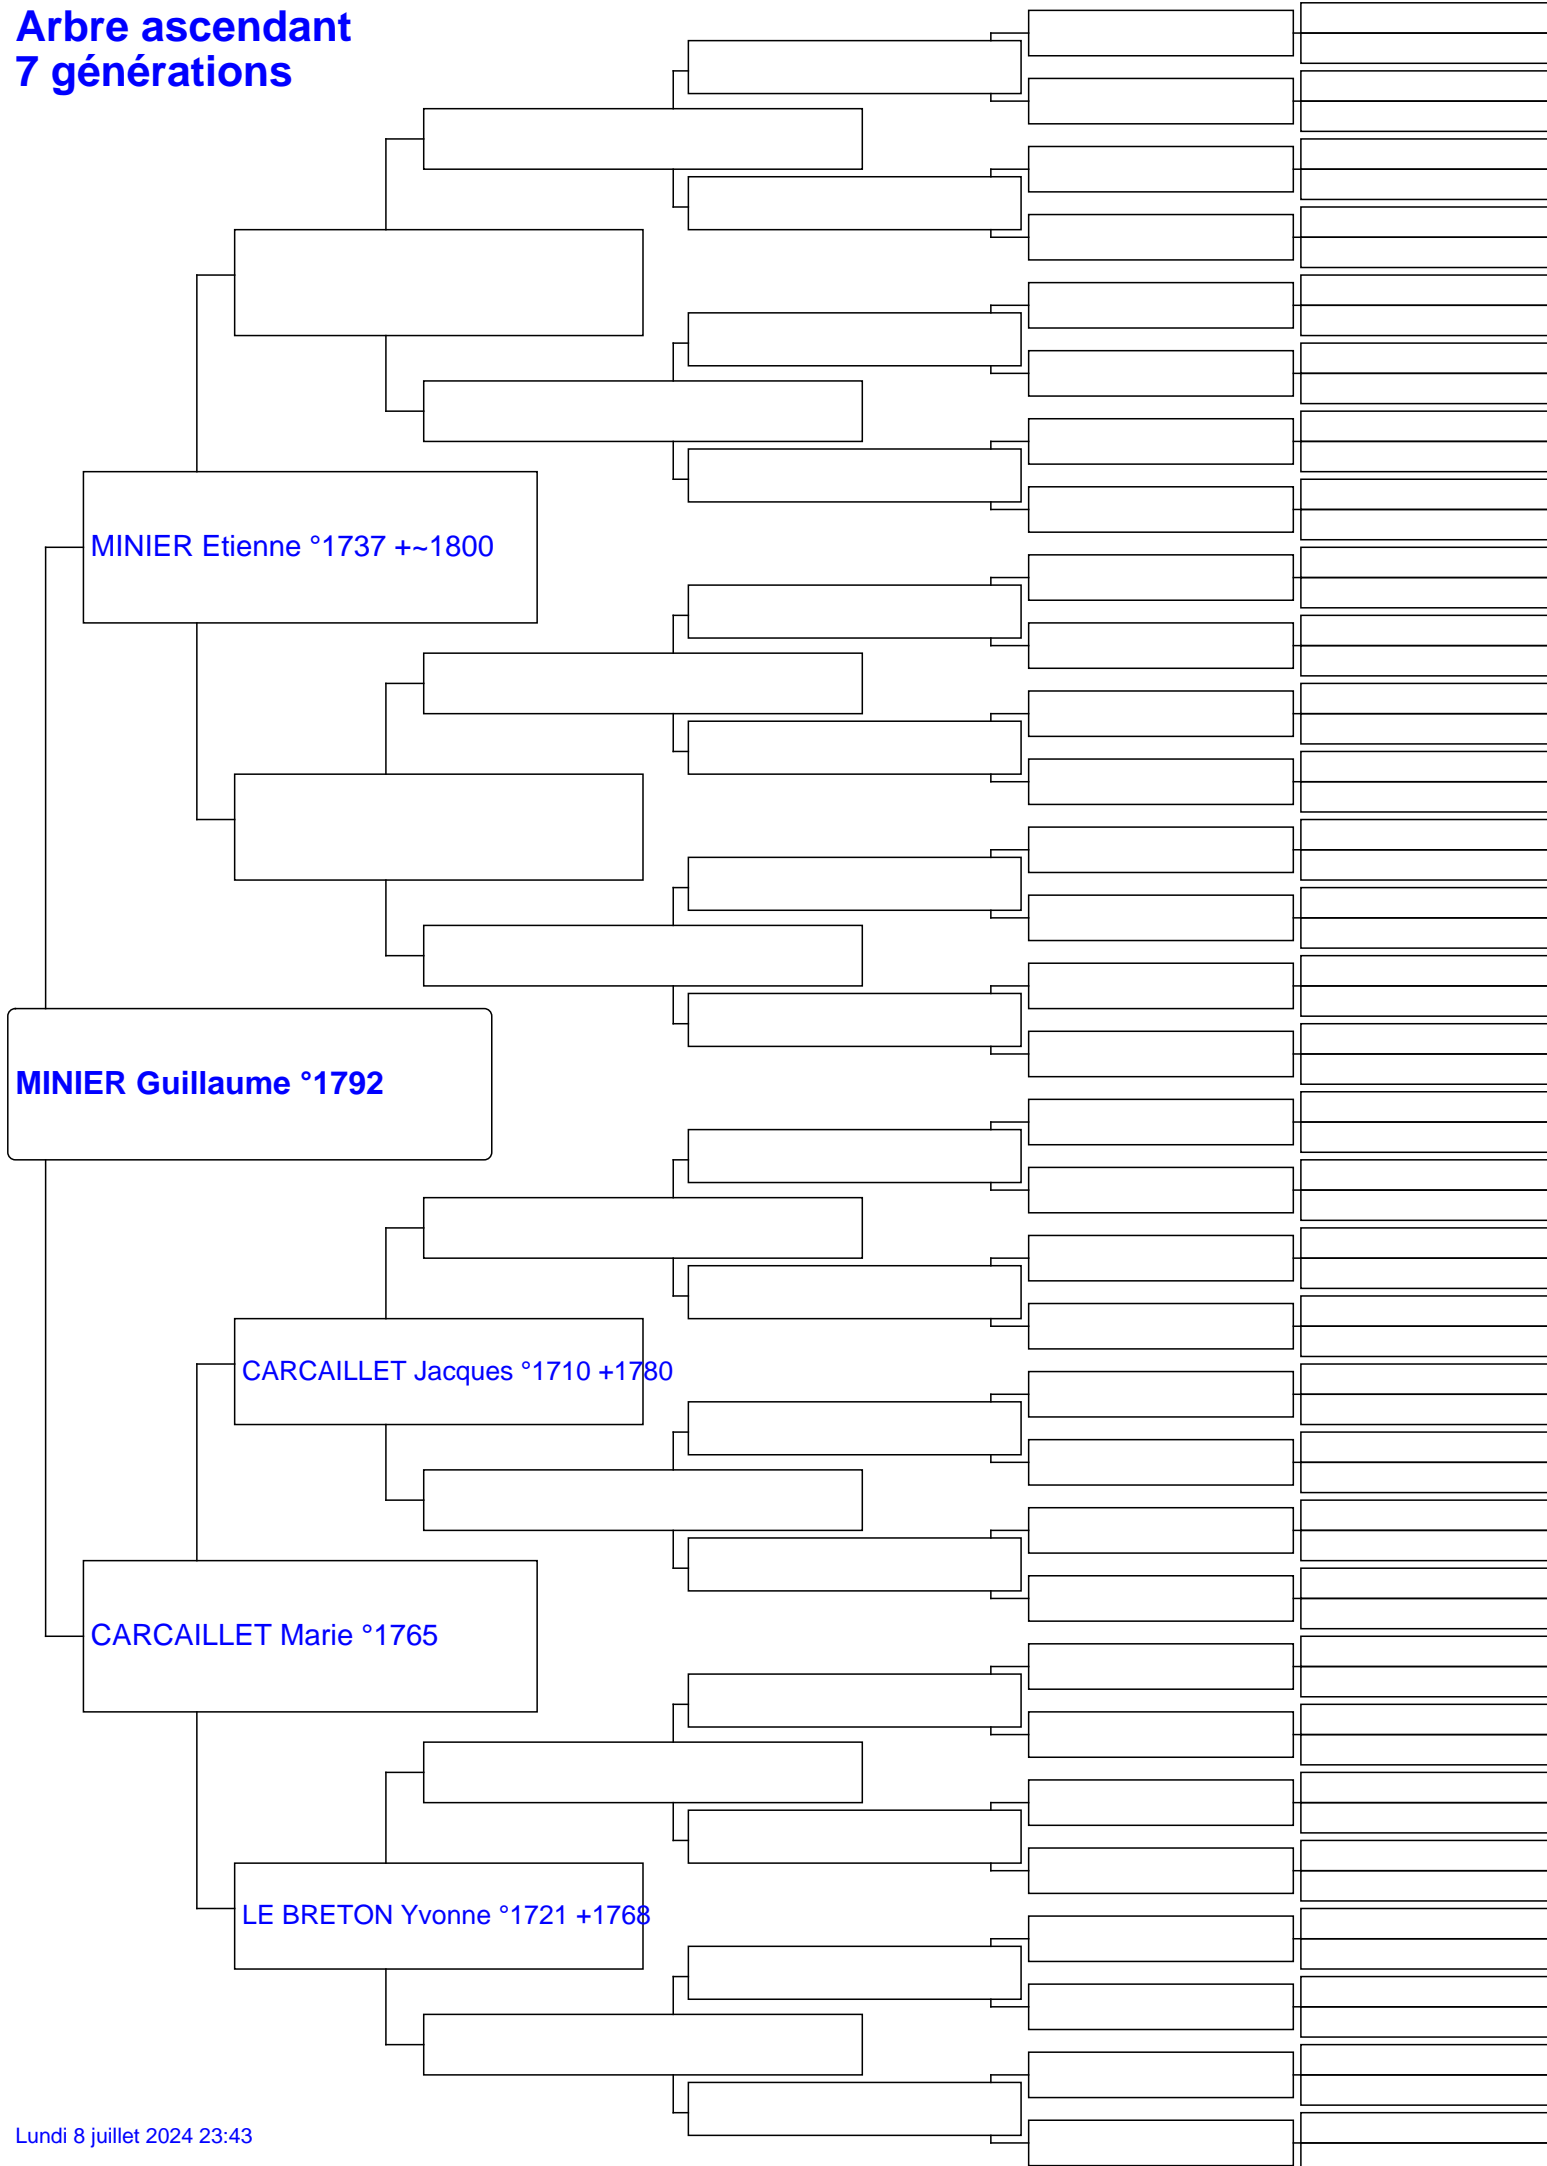 Arbre ascendant
7 générations
MINIER Etienne °1737 +~1800
MINIER Guillaume °1792
CARCAILLET Jacques °1710 +1780
CARCAILLET Marie °1765
LE BRETON Yvonne °1721 +1768
Lundi 8 juillet 2024 23:43